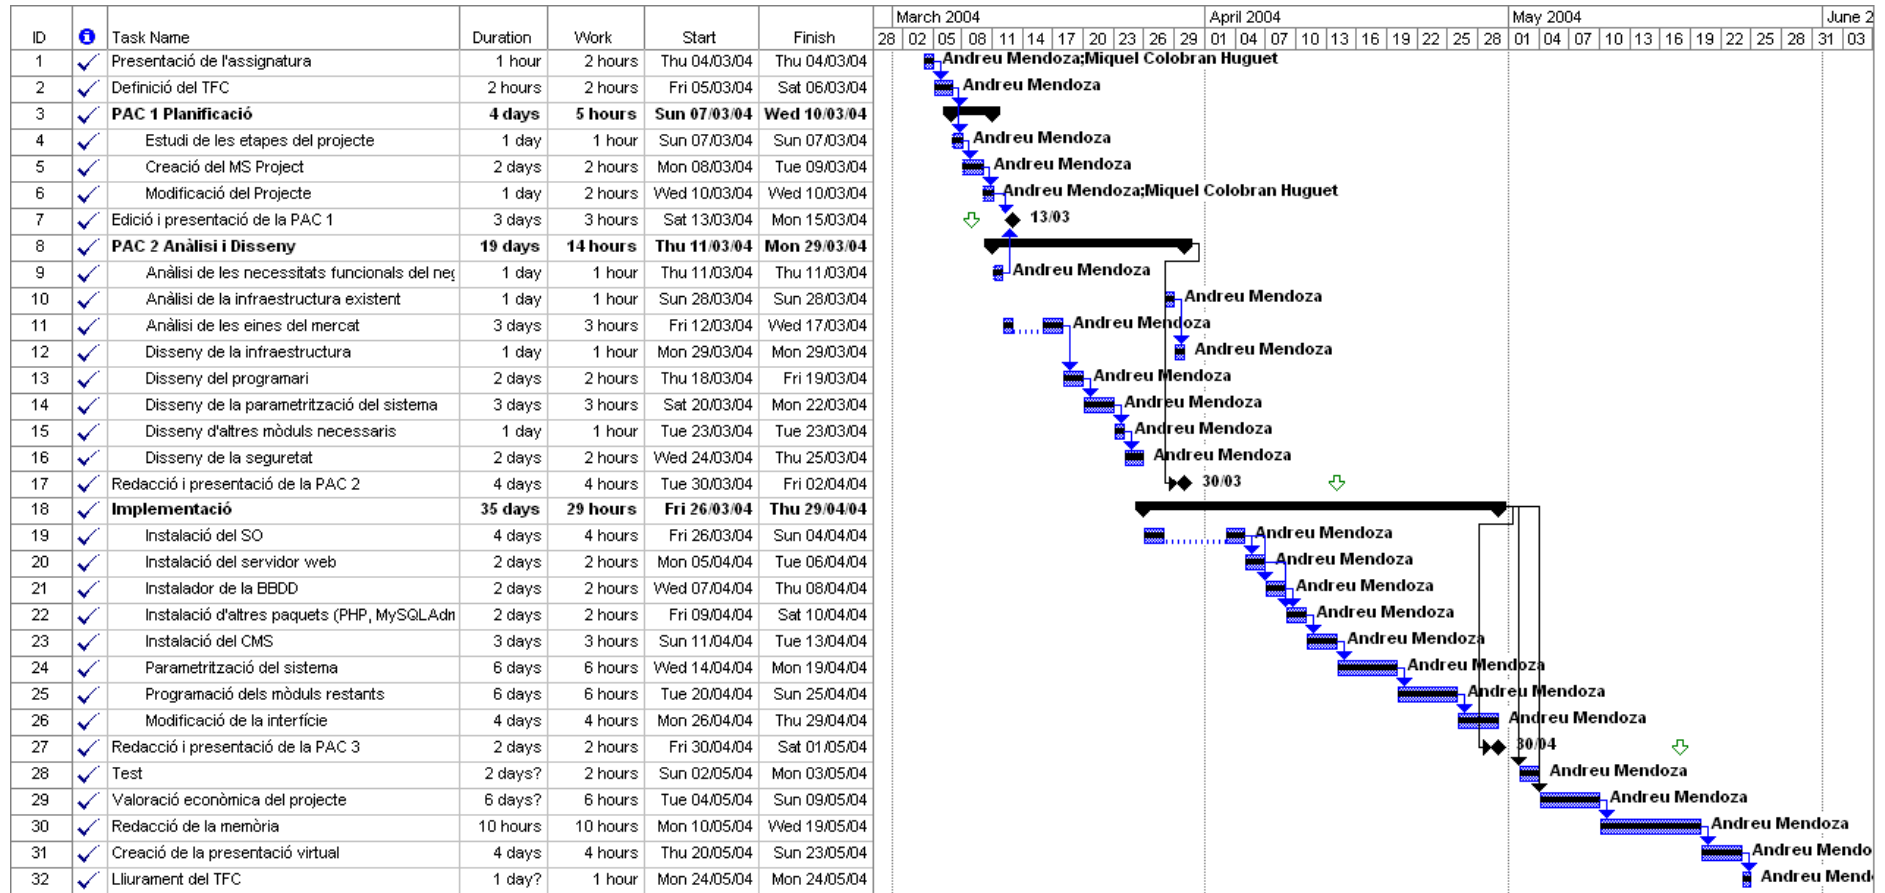 March 2004 April 2004 May 2004 June 2
ID Task Name Duration Work Start Finish 28 02 05 08 11 14 17 20 23 26 29 01 04 07 10 13 16 19 22 25 28 01 04 07 10 13 16 19 22 25 28 31 03
1 Presentació de l'assignatura 1 hour 2 hours Thu 04/03/04 Thu 04/03/04 Andreu Mendoza;Miquel Colobran Huguet
2 Definició del TFC 2 hours 2 hours Fri 05/03/04 Sat 06/03/04 Andreu Mendoza
3 PAC 1 Planificació 4 days 5 hours Sun 07/03/04 Wed 10/03/04
4 Estudi de les etapes del projecte 1 day 1 hour Sun 07/03/04 Sun 07/03/04 Andreu Mendoza
5 Creació del MS Project 2 days 2 hours Mon 08/03/04 Tue 09/03/04 Andreu Mendoza
6 Modificació del Projecte 1 day 2 hours Wed 10/03/04 Wed 10/03/04 Andreu Mendoza;Miquel Colobran Huguet
7 Edició i presentació de la PAC 1 3 days 3 hours Sat 13/03/04 Mon 15/03/04 13/03
8 PAC 2 Anàlisi i Disseny 19 days 14 hours Thu 11/03/04 Mon 29/03/04
9 Anàlisi de les necessitats funcionals del neg 1 day 1 hour Thu 11/03/04 Thu 11/03/04 Andreu Mendoza
10 Anàlisi de la infraestructura existent 1 day 1 hour Sun 28/03/04 Sun 28/03/04 Andreu Mendoza
11 Anàlisi de les eines del mercat 3 days 3 hours Fri 12/03/04 Wed 17/03/04 Andreu Mendoza
12 Disseny de la infraestructura 1 day 1 hour Mon 29/03/04 Mon 29/03/04 Andreu Mendoza
13 Disseny del programari 2 days 2 hours Thu 18/03/04 Fri 19/03/04 Andreu Mendoza
14 Disseny de la parametrització del sistema 3 days 3 hours Sat 20/03/04 Mon 22/03/04 Andreu Mendoza
15 Disseny d'altres mòduls necessaris 1 day 1 hour Tue 23/03/04 Tue 23/03/04 Andreu Mendoza
16 Disseny de la seguretat 2 days 2 hours Wed 24/03/04 Thu 25/03/04 Andreu Mendoza
17 Redacció i presentació de la PAC 2 4 days 4 hours Tue 30/03/04 Fri 02/04/04 30/03
18 Implementació 35 days 29 hours Fri 26/03/04 Thu 29/04/04
19 Instalació del SO 4 days 4 hours Fri 26/03/04 Sun 04/04/04 Andreu Mendoza
20 Instalació del servidor web 2 days 2 hours Mon 05/04/04 Tue 06/04/04 Andreu Mendoza
21 Instalador de la BBDD 2 days 2 hours Wed 07/04/04 Thu 08/04/04 Andreu Mendoza
22 Instalació d'altres paquets (PHP, MySQLAdm 2 days 2 hours Fri 09/04/04 Sat 10/04/04 Andreu Mendoza
23 Instalació del CMS 3 days 3 hours Sun 11/04/04 Tue 13/04/04 Andreu Mendoza
24 Parametrització del sistema 6 days 6 hours Wed 14/04/04 Mon 19/04/04 Andreu Mendoza
25 Programació dels mòduls restants 6 days 6 hours Tue 20/04/04 Sun 25/04/04 Andreu Mendoza
26 Modificació de la interfície 4 days 4 hours Mon 26/04/04 Thu 29/04/04 Andreu Mendoza
27 Redacció i presentació de la PAC 3 2 days 2 hours Fri 30/04/04 Sat 01/05/04 30/04
28 Test 2 days? 2 hours Sun 02/05/04 Mon 03/05/04 Andreu Mendoza
29 Valoració econòmica del projecte 6 days? 6 hours Tue 04/05/04 Sun 09/05/04 Andreu Mendoza
30 Redacció de la memòria 10 hours 10 hours Mon 10/05/04 Wed 19/05/04 Andreu Mendoza
31 Creació de la presentació virtual 4 days 4 hours Thu 20/05/04 Sun 23/05/04 Andreu Mendo
32 Lliurament del TFC 1 day? 1 hour Mon 24/05/04 Mon 24/05/04 Andreu Mend